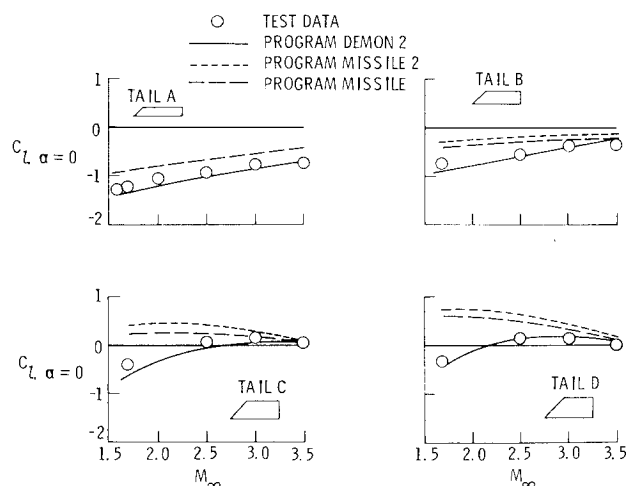 TEST DATA
PROGRAM DEMON 2
PROGRAM MISSILE 2
PROGRAM MISSILE
1
TAIL A
0
C_l, α = 0
-1
-2
TAIL B
1
TAIL C
0
C_l, α = 0
-1
-2
1.5 2.0 2.5 3.0 3.5
M∞
TAIL D
1.5 2.0 2.5 3.0 3.5
M∞